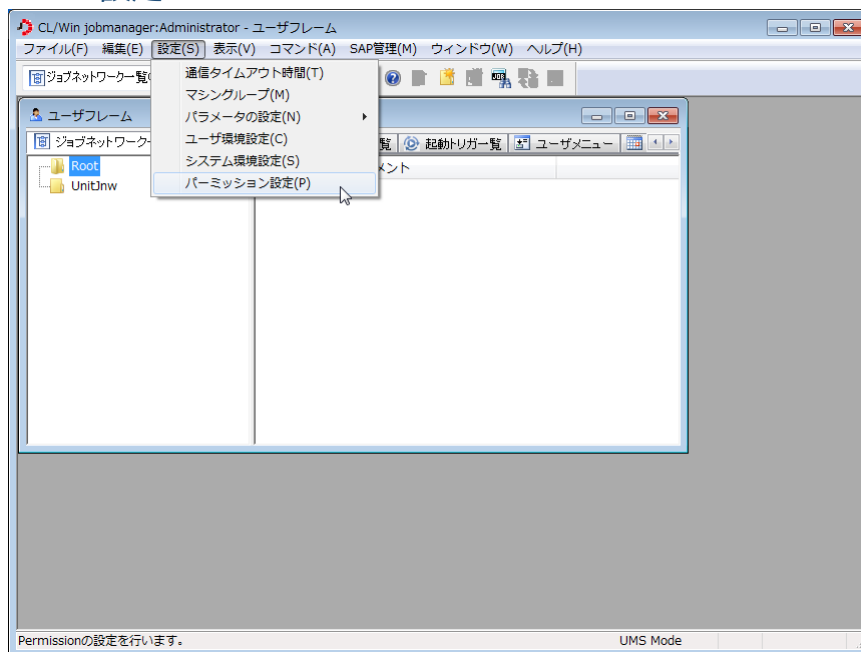 CL/Win jobmanager:Administrator - ユーザフレーム
ファイル(F) 編集(E) 設定(S) 表示(V) コマンド(A) SAP管理(M) ウィンドウ(W) ヘルプ(H)
ジョブネットワーク一覧
通信タイムアウト時間(T)
マシングループ(M)
パラメータの設定(N)
ユーザ環境設定(C)
システム環境設定(S)
パーミッション設定(P)
ユーザフレーム
ジョブネットワーク
覧 起動トリガ一覧 ユーザメニュー
メント
Root
UnitJnw
Permissionの設定を行います。 UMS Mode